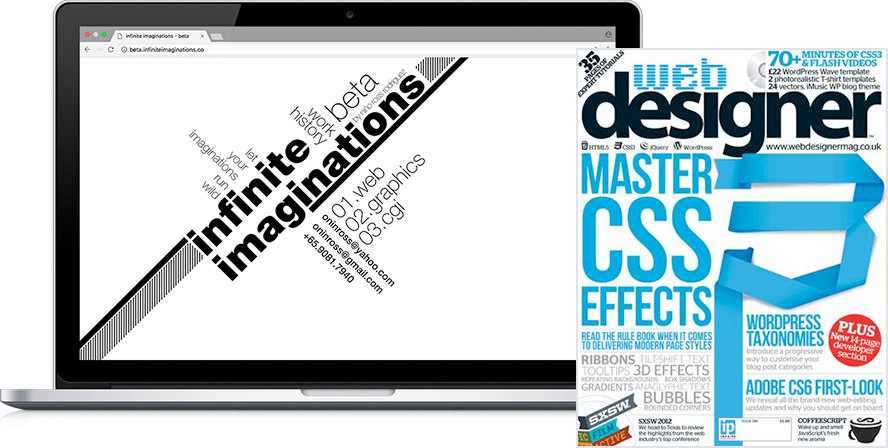 infinite imaginations - beta
beta.infiniteimaginations.co
let
your
imaginations
run
wild
work
history
beta
by niño ross rodriguez
infinite
imaginations
01.web
02.graphics
03.cgi
oninross@yahoo.com
oninross@gmail.com
+65.9081.7940
35
PAGES OF
EXPERT TUTORIALS
70+ MINUTES OF CSS3
& FLASH VIDEOS
£22 WordPress Wave template
2 photorealistic T-shirt templates
24 vectors, iMusic WP blog theme
web
designer
HTML5 CSS3 jQuery WordPress
www.webdesignermag.co.uk
MASTER
CSS
EFFECTS
3
READ THE RULE BOOK WHEN IT COMES
TO DELIVERING MODERN PAGE STYLES
RIBBONS TILT-SHIFT TEXT
TOOLTIPS 3D EFFECTS
REPEATING BACKGROUNDS BOX SHADOWS
GRADIENTS ANAGLYPHIC TEXT
BUBBLES
ROUNDED CORNERS
SXSW
FILM
SXSW 2012
We head to Texas to review
the highlights from the web
industry's top conference
WORDPRESS
TAXONOMIES
Introduce a progressive
way to customise your
blog post categories
PLUS
New 14-page
developer
section
ADOBE CS6 FIRST-LOOK
We reveal all the brand-new web-editing
updates and why you should get on board
ip
COFFEESCRIPT
Wake up and smell
JavaScript's fresh
new aroma